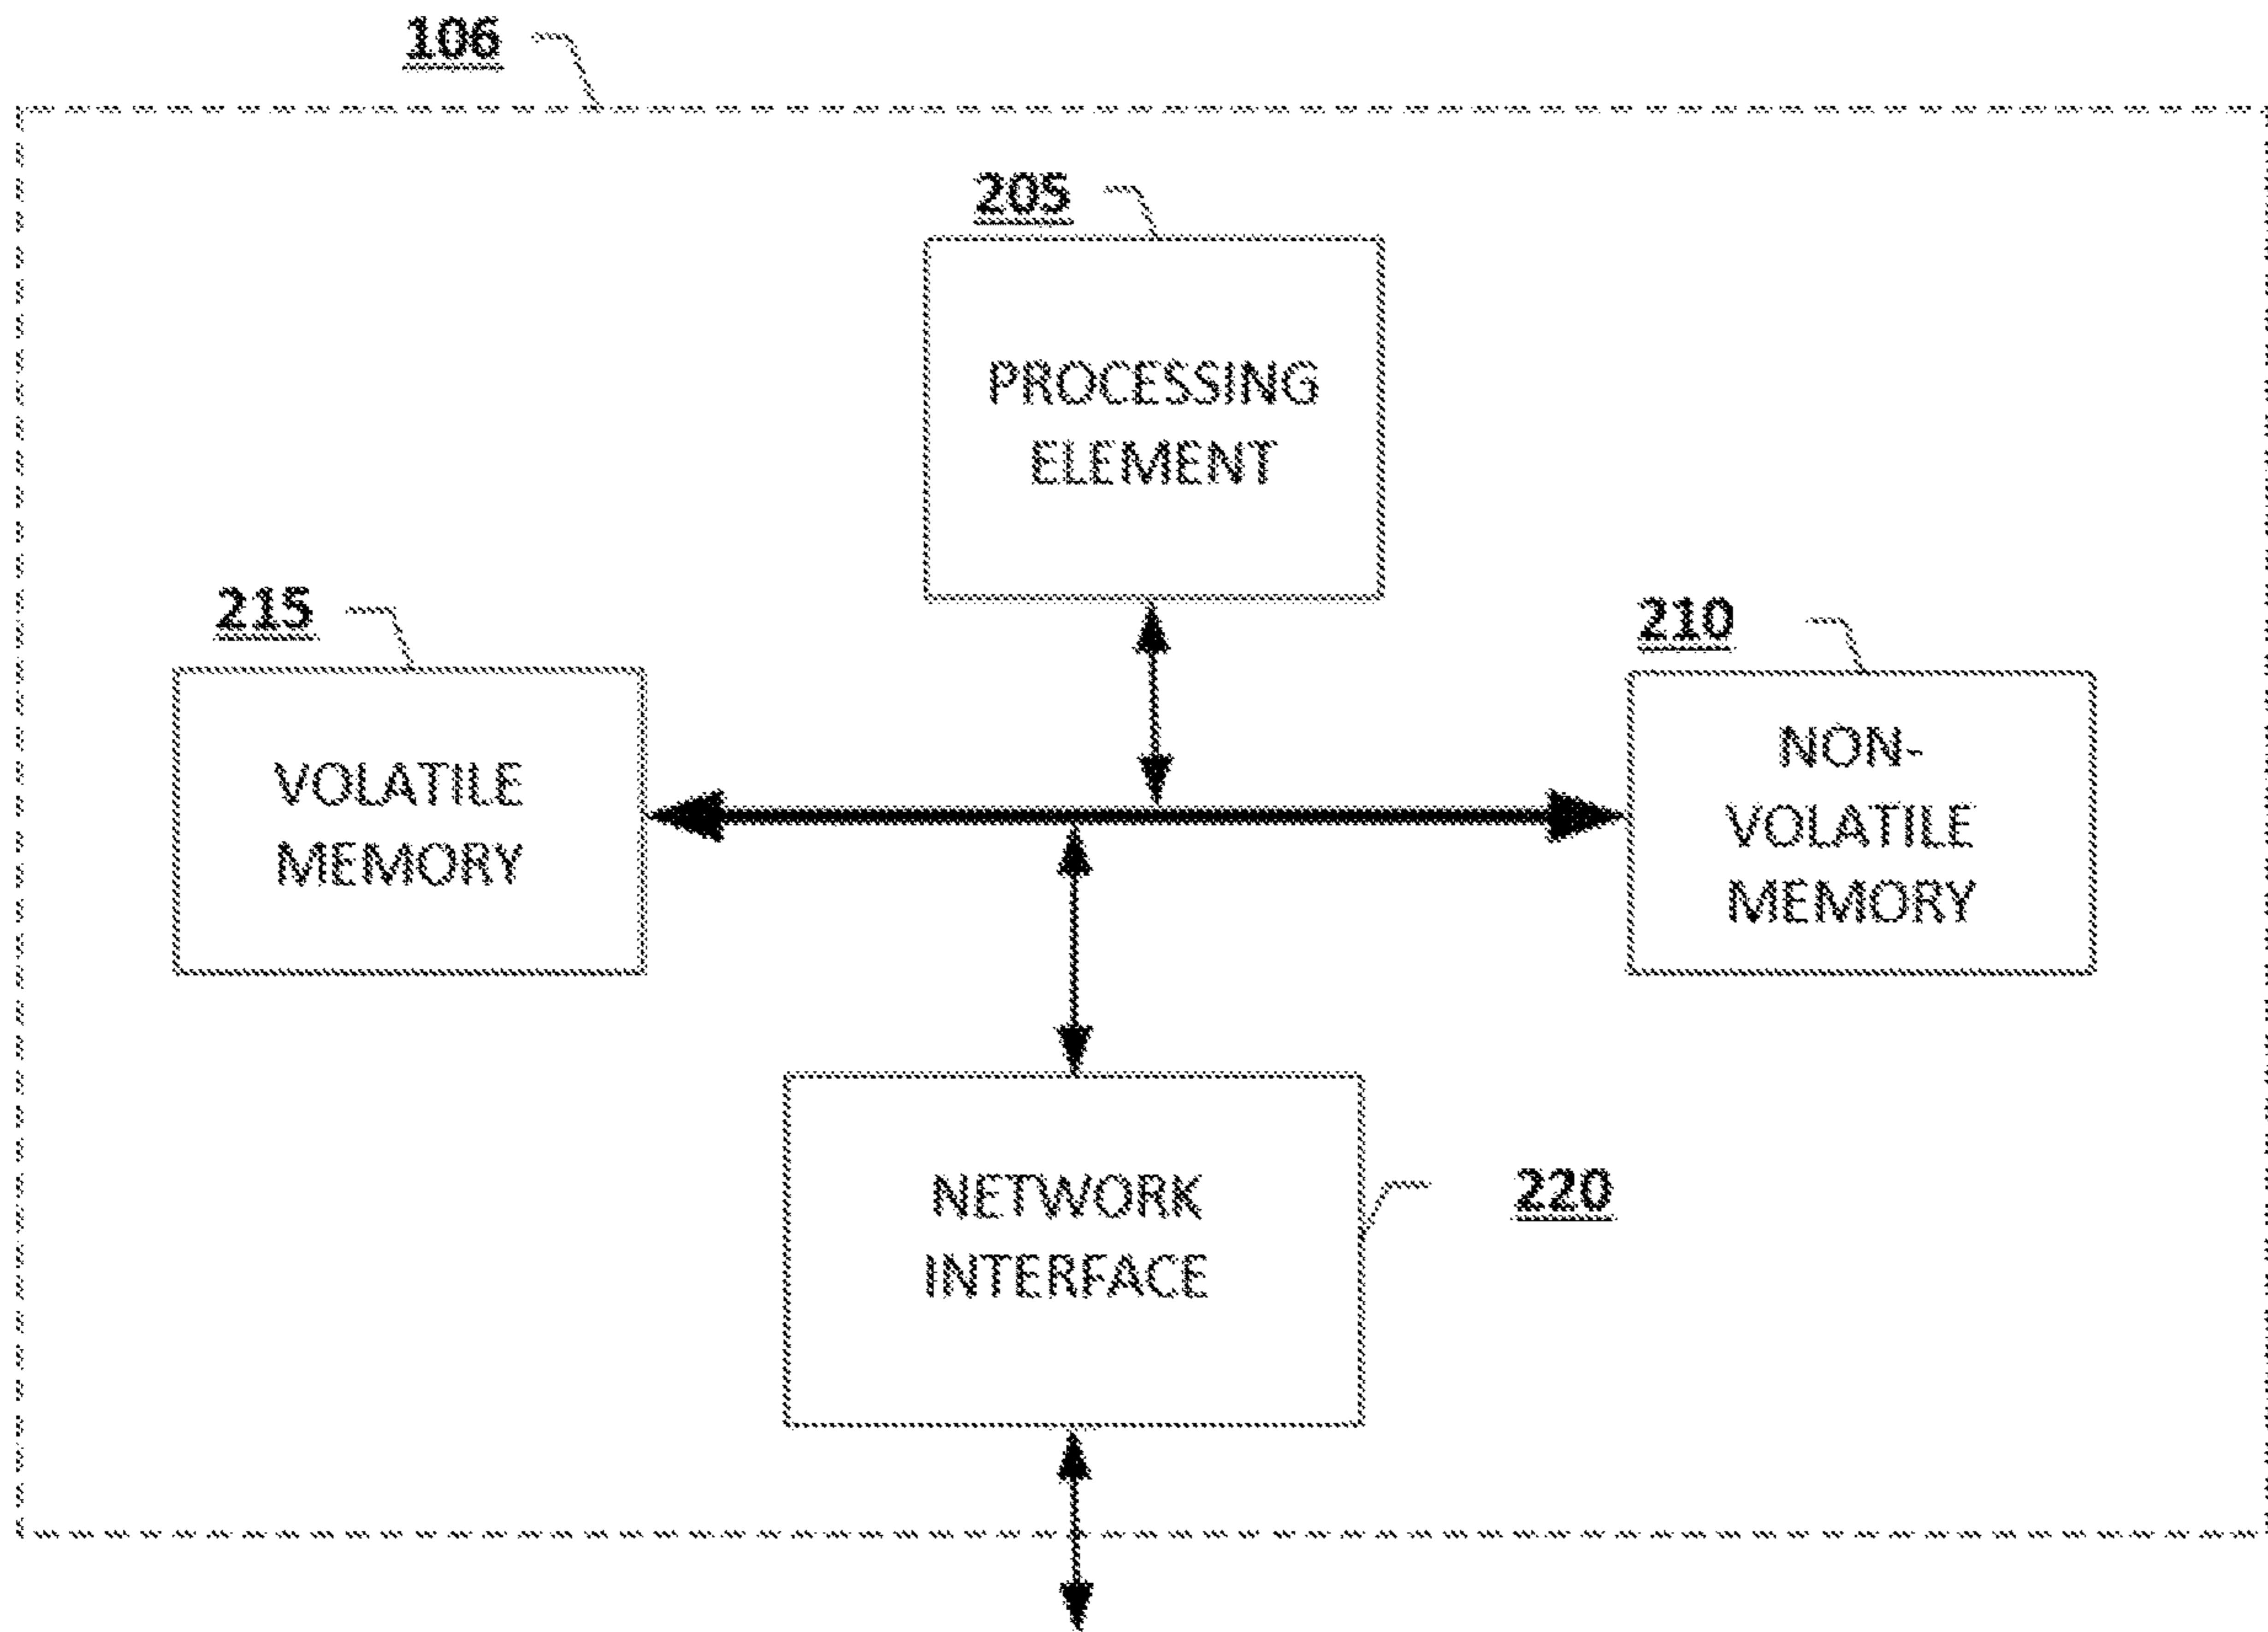 106
205
PROCESSING
ELEMENT
215
VOLATILE
MEMORY
210
NON-
VOLATILE
MEMORY
NETWORK
INTERFACE
220